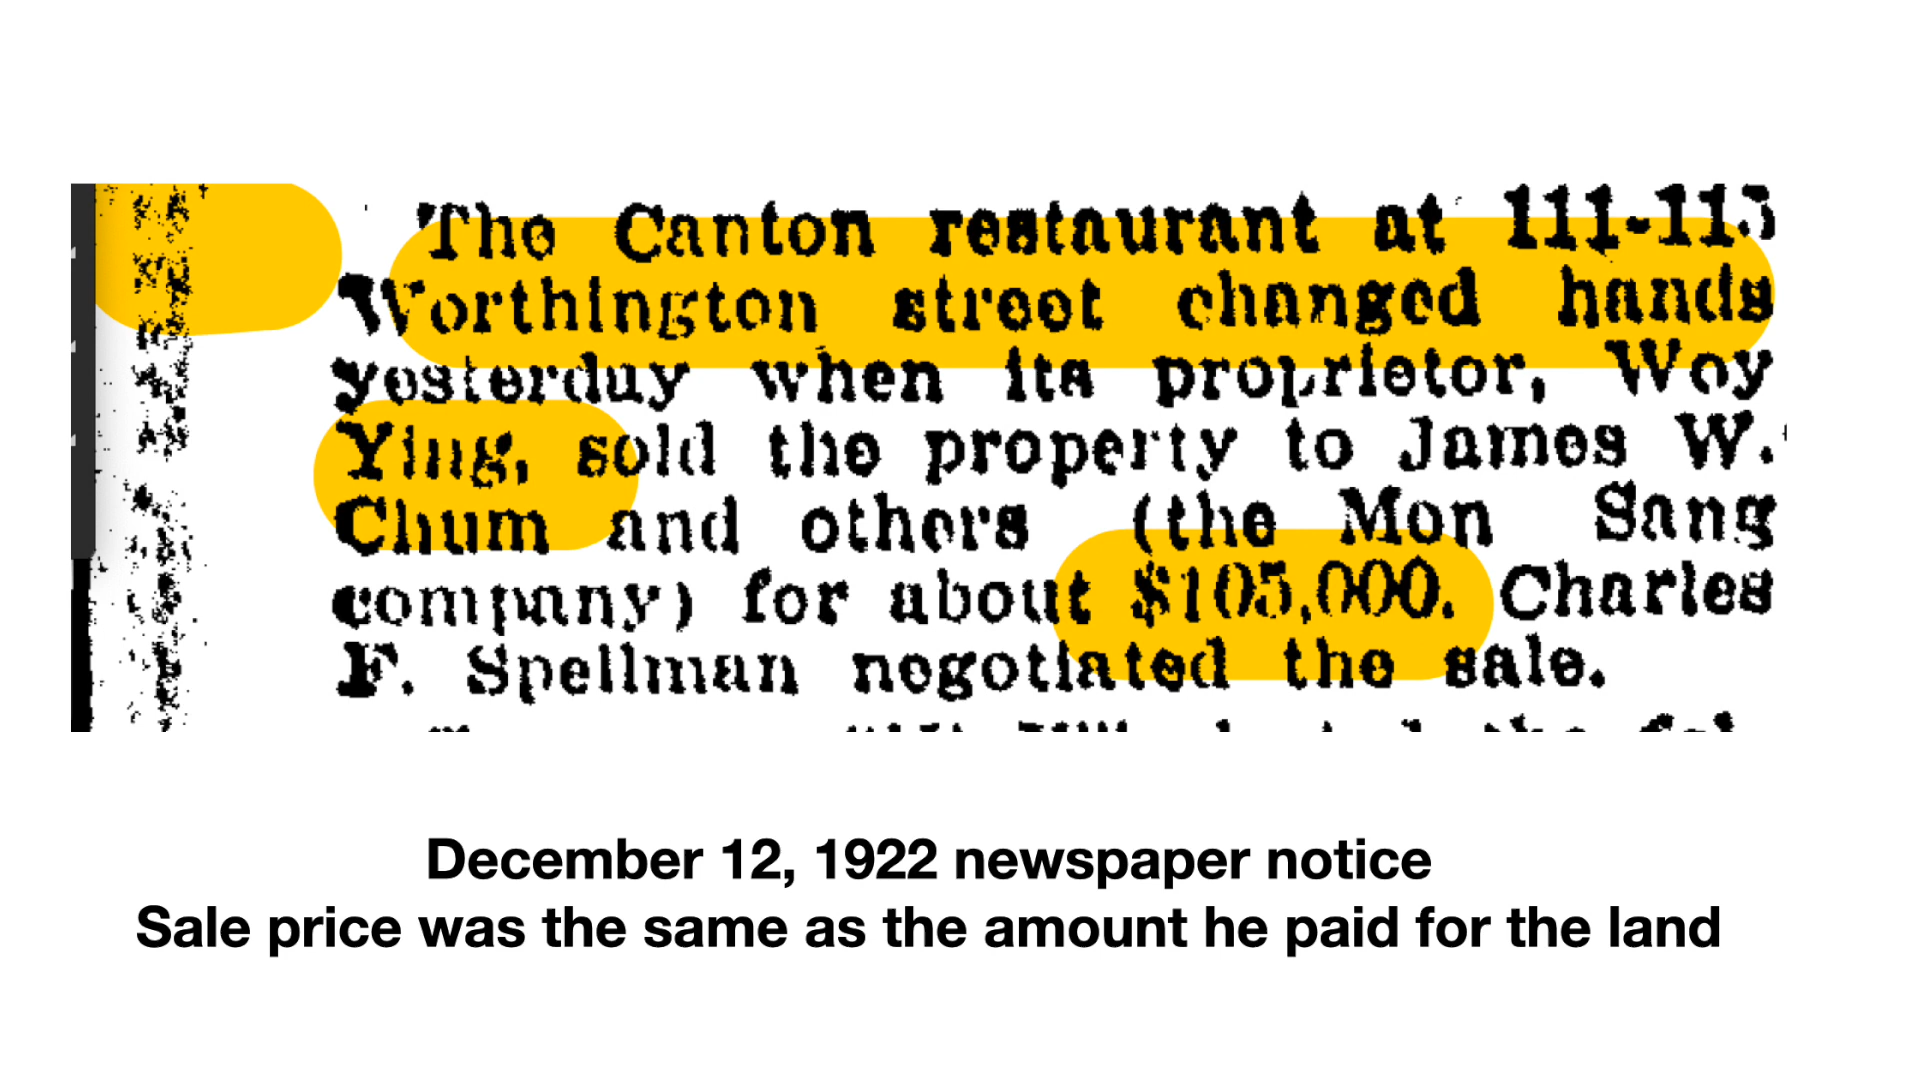 The Canton restaurant at 111-115
Worthington street changed hands
yesterday when its proprietor, Woy
Ying, sold the property to James W.
Chum and others (the Mon Sang
company) for about $105,000. Charles
F. Spellman negotiated the sale.
December 12, 1922 newspaper notice
Sale price was the same as the amount he paid for the land